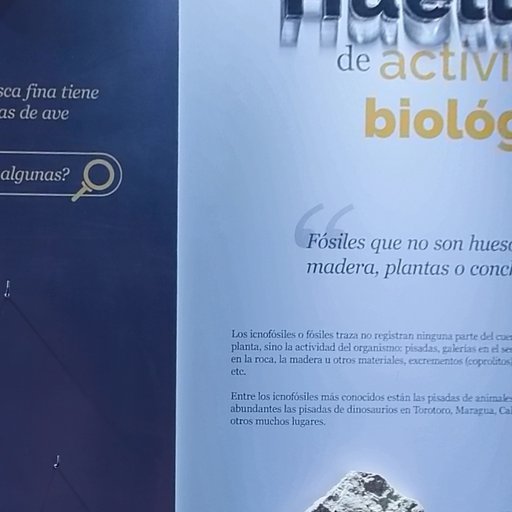 sca fina tiene
as de ave
algunas?
de activi
biológ
Fósiles que no son hues
madera, plantas o conc
Los icnofósiles o fósiles traza no registran ninguna parte del cue
planta, sino la actividad del organismo: pisadas, galerías en el se
en la roca, la madera u otros materiales, excrementos (coprolitos)
etc.
Entre los icnofósiles más conocidos están las pisadas de animales
abundantes las pisadas de dinosaurios en Torotoro, Maragua, Cal
otros muchos lugares.